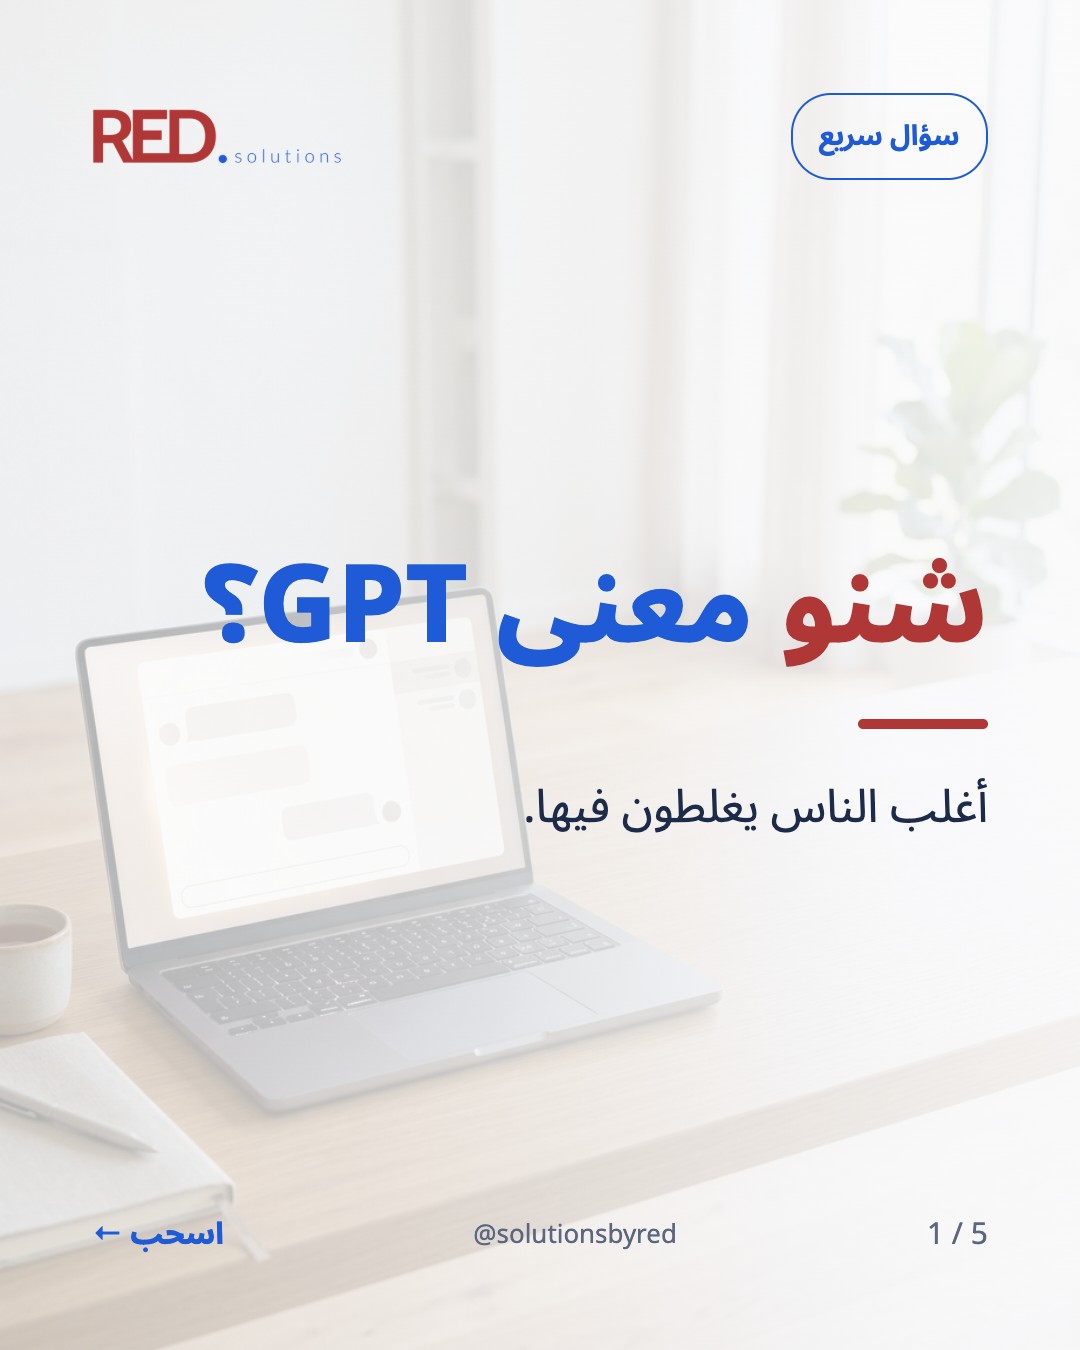 RED.solutions
سؤال سريع
شنو معنى GPT؟
أغلب الناس يغلطون فيها.
اسحب ←
@solutionsbyred
1 / 5